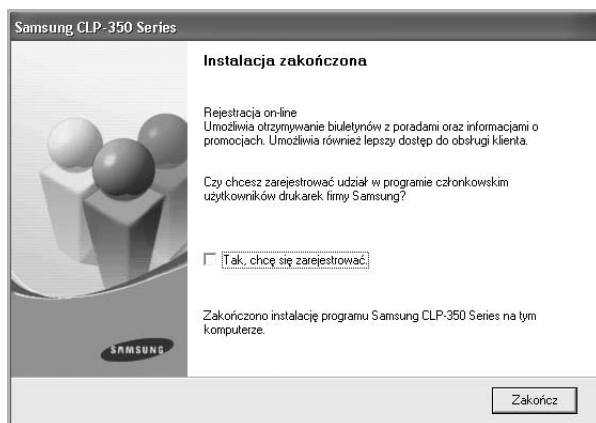 Samsung CLP-350 Series
Instalacja zakończona
Rejestracja on-line
Umożliwia otrzymywanie biuletynów z poradami oraz informacjami o
promocjach. Umożliwia również lepszy dostęp do obsługi klienta.
Czy chcesz zarejestrować udział w programie członkowskim
użytkowników drukarek firmy Samsung?
Tak, chcę się zarejestrować.
Zakończono instalację programu Samsung CLP-350 Series na tym
komputerze.
SAMSUNG
Zakończ